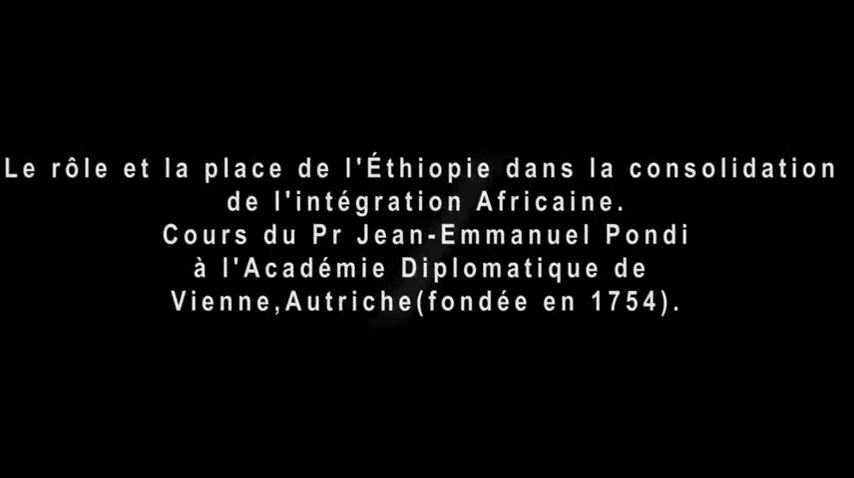 Le rôle et la place de l'Éthiopie dans la consolidation
de l'intégration Africaine.
Cours du Pr Jean-Emmanuel Pondi
à l'Académie Diplomatique de
Vienne,Autriche(fondée en 1754).